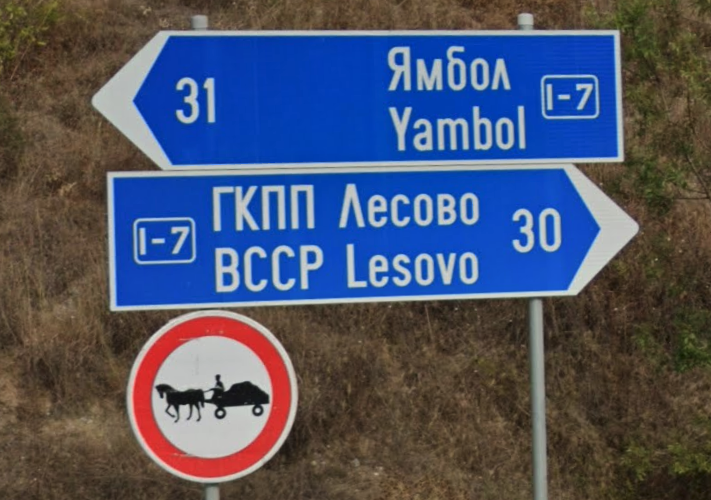 31
Ямбол
Yambol
I-7
I-7
ГКПП Лесово
BCCP Lesovo
30